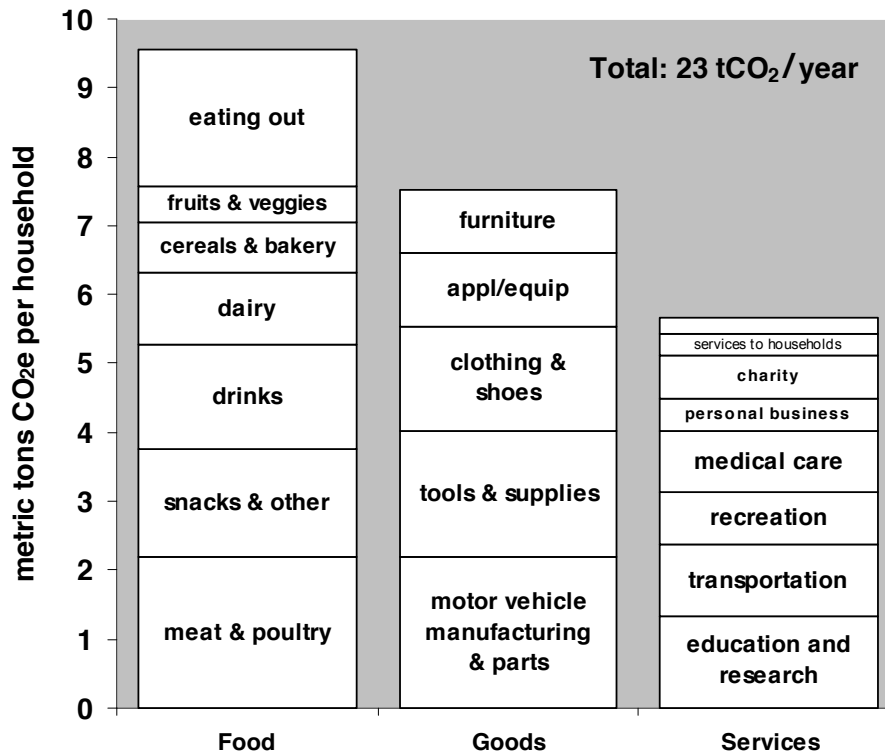 metric tons CO₂e per household
10
9
8
7
6
5
4
3
2
1
0
Total: 23 tCO₂/year
eating out
fruits & veggies
cereals & bakery
dairy
drinks
snacks & other
meat & poultry
furniture
appl/equip
clothing &
shoes
tools & supplies
motor vehicle
manufacturing
& parts
services to households
charity
personal business
medical care
recreation
transportation
education and
research
Food
Goods
Services